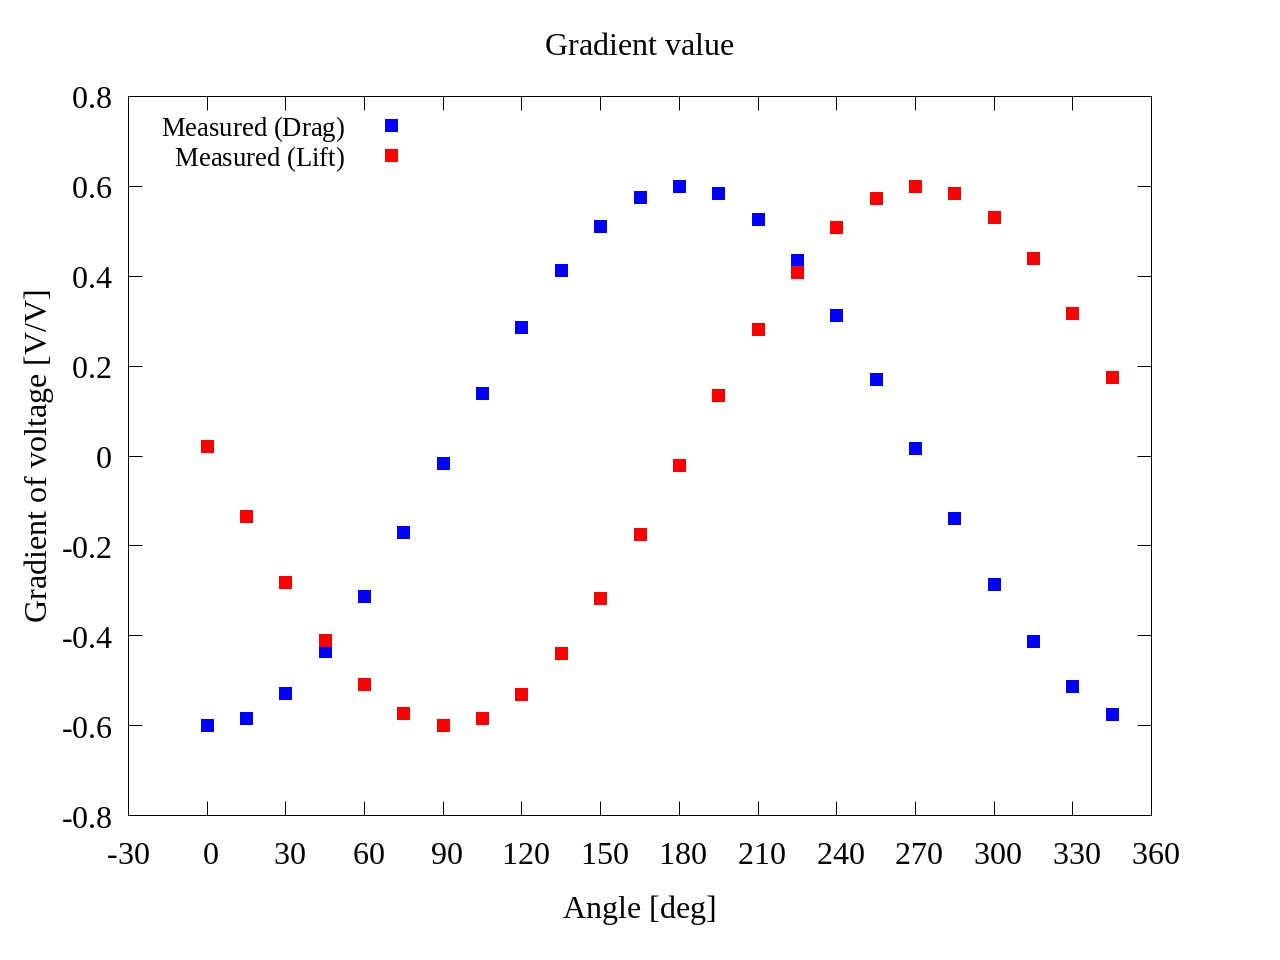 Gradient value
0.8
0.6
0.4
0.2
0
-0.2
-0.4
-0.6
-0.8
Gradient of voltage [V/V]
Measured (Drag)
Measured (Lift)
-30 0 30 60 90 120 150 180 210 240 270 300 330 360
Angle [deg]